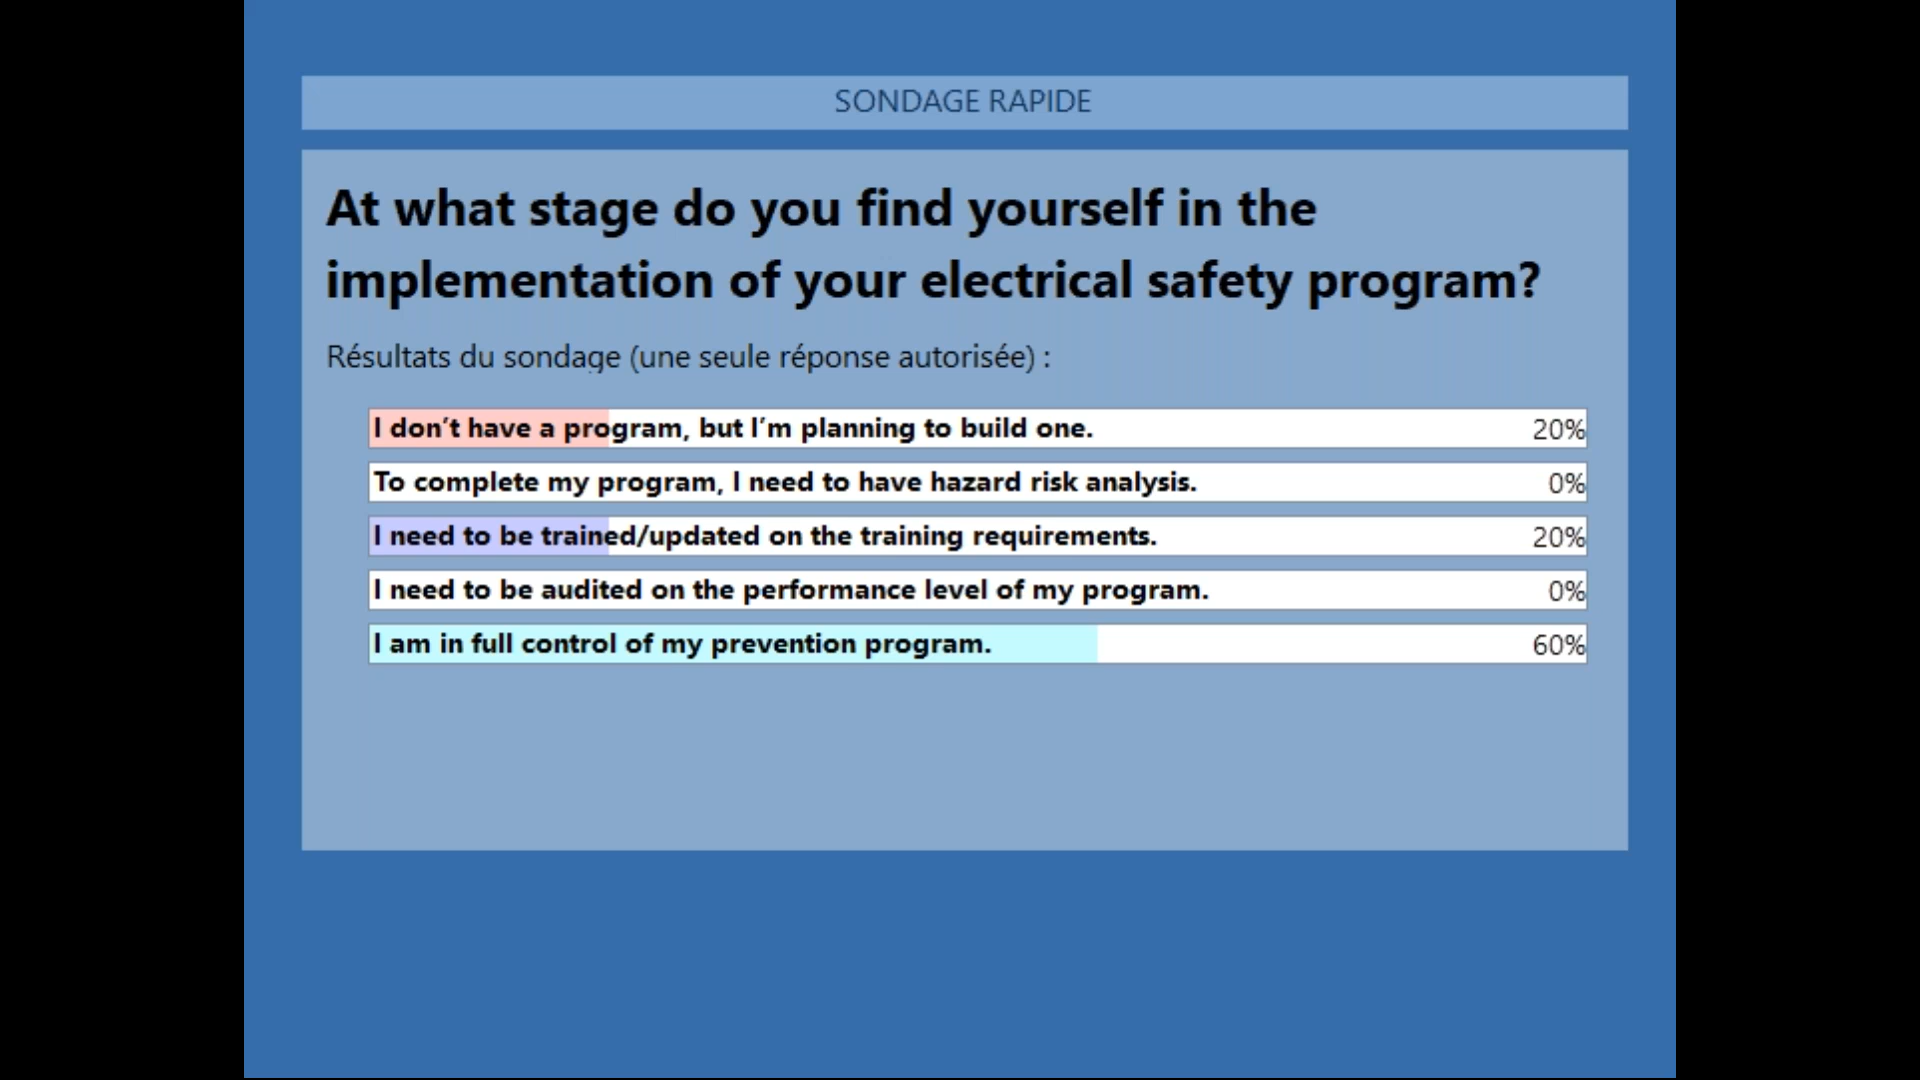 SONDAGE RAPIDE
At what stage do you find yourself in the
implementation of your electrical safety program?
Résultats du sondage (une seule réponse autorisée) :
I don’t have a program, but I’m planning to build one. 20%
To complete my program, I need to have hazard risk analysis. 0%
I need to be trained/updated on the training requirements. 20%
I need to be audited on the performance level of my program. 0%
I am in full control of my prevention program. 60%